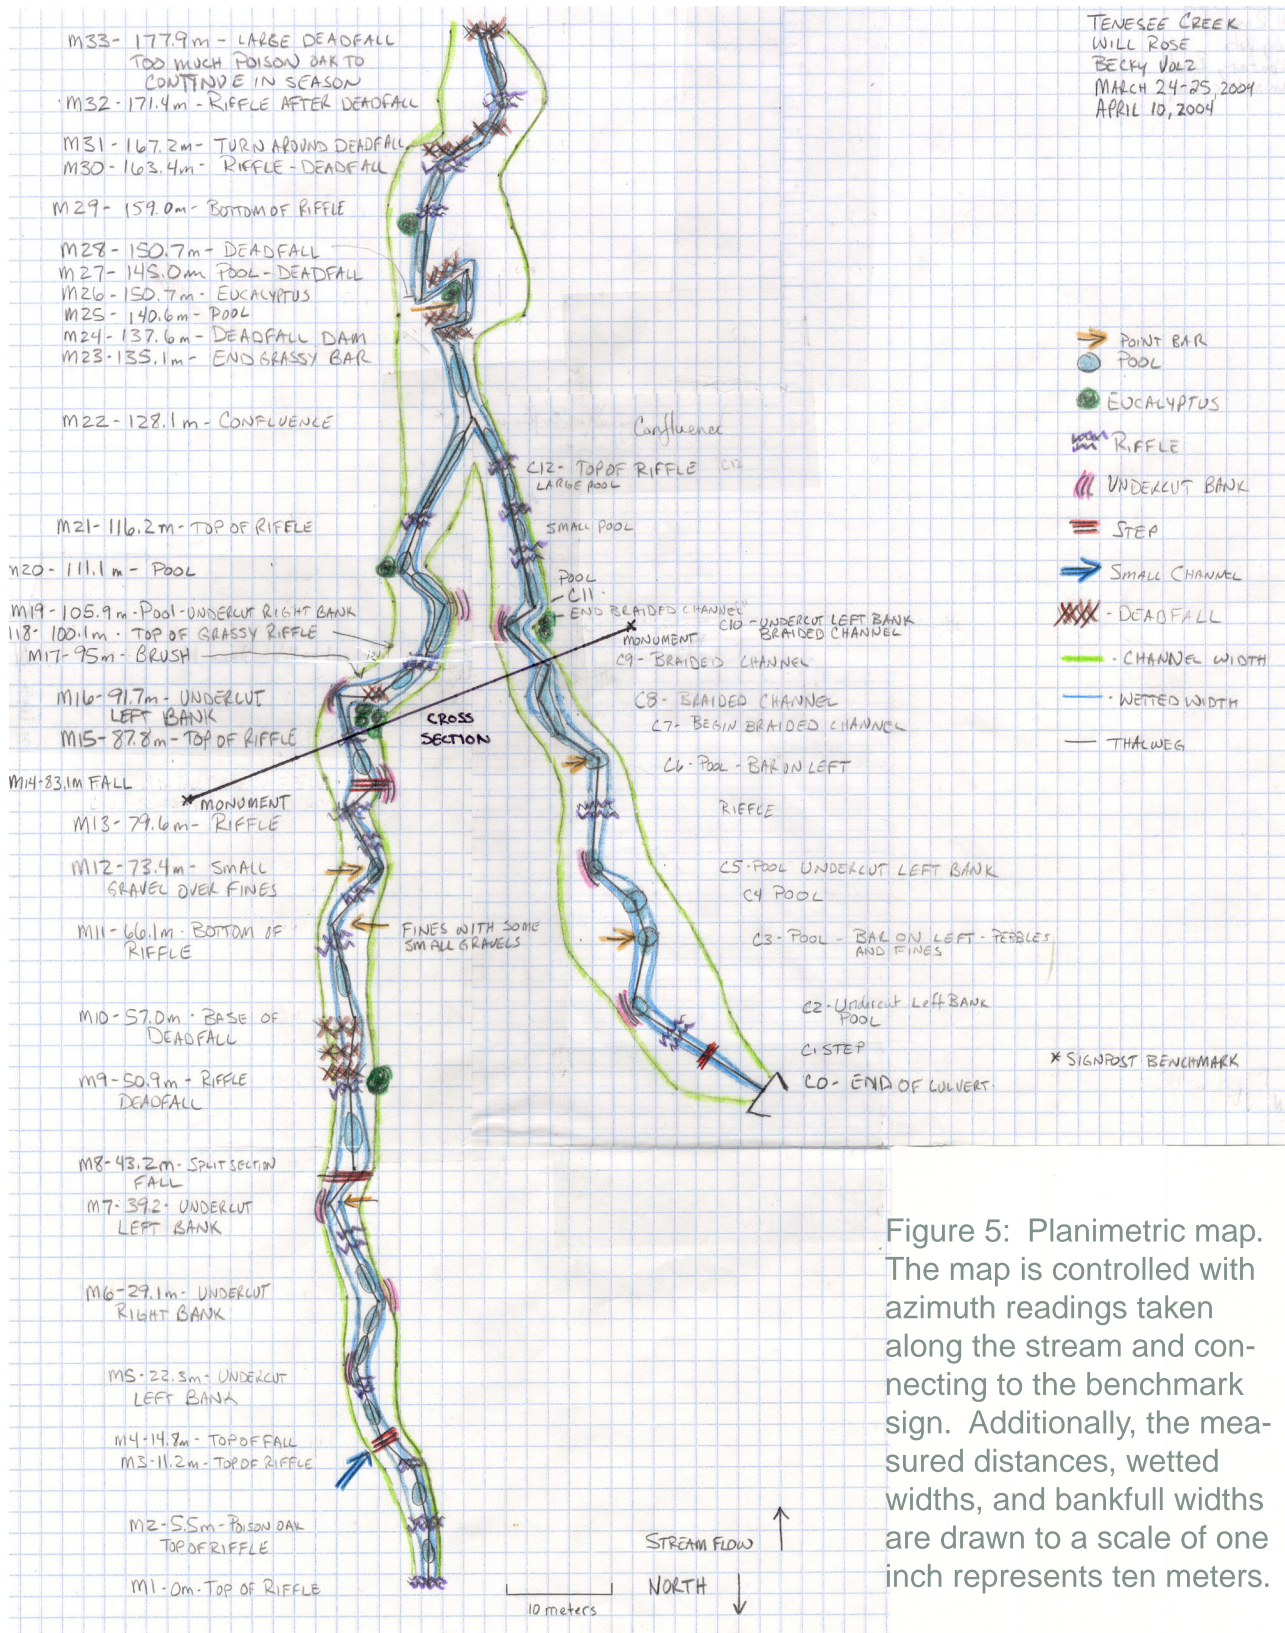 TENESEE CREEK
WILL ROSE
BECKY VOLZ
MARCH 24-25, 2004
APRIL 10, 2004
M33- 177.9m - LARGE DEADFALL
TOO MUCH POISON OAK TO
CONTINUE IN SEASON
M32 - 171.4m - RIFFLE AFTER DEADFALL
M31 - 167.2m - TURN AROUND DEADFALL
M30 - 163.4m - RIFFLE - DEADFALL
M29 - 159.0m - BOTTOM OF RIFFLE
M28 - 150.7m - DEADFALL
M27 - 145.0m POOL - DEADFALL
M26 - 150.7m - EUCALYPTUS
M25 - 140.6m - POOL
M24 - 137.6m - DEADFALL DAM
M23 - 135.1m - END GRASSY BAR
M22 - 128.1m - CONFLUENCE
M21 - 116.2m - TOP OF RIFFLE
M20 - 111.1m - POOL
M19 - 105.9m - Pool - UNDERCUT RIGHT BANK
118 - 100.1m - TOP OF GRASSY RIFFLE
M17 - 95m - BRUSH
M16 - 91.7m - UNDERCUT
LEFT BANK
M15 - 87.8m - TOP OF RIFFLE
M14-83.1m FALL
MONUMENT
M13 - 79.6m - RIFFLE
M12 - 73.4m - SMALL
GRAVEL OVER FINES
M11 - 66.1m - BOTTOM OF
RIFFLE
FINES WITH SOME
SMALL GRAVELS
M10 - 57.0m - BASE OF
DEADFALL
M9 - 50.9m - RIFFLE
DEADFALL
M8 - 43.2m - SPLIT SECTION
FALL
M7 - 39.2 - UNDERCUT
LEFT BANK
M6 - 29.1m - UNDERCUT
RIGHT BANK
M5 - 22.3m - UNDERCUT
LEFT BANK
M4 - 14.8m - TOP OF FALL
M3 - 11.2m - TOP OF RIFFLE
M2 - 5.5m - POISON OAK
TOP OF RIFFLE
M1 - 0m - TOP OF RIFFLE
Confluence
C12 - TOP OF RIFFLE C12
LARGE POOL
SMALL POOL
POOL
C11
END BRAIDED CHANNEL
C10 - UNDERCUT LEFT BANK
BRAIDED CHANNEL
MONUMENT
C9 - BRAIDED CHANNEL
C8 - BRAIDED CHANNEL
C7 - BEGIN BRAIDED CHANNEL
CROSS
SECTION
C6 - POOL - BAR ON LEFT
RIFFLE
C5 - POOL UNDERCUT LEFT BANK
C4 POOL
C3 - POOL - BAR ON LEFT - PEBBLES
AND FINES
C2 - Undercut Left BANK
POOL
C1 STEP
C0 - END OF CULVERT
POINT BAR
POOL
EUCALYPTUS
RIFFLE
UNDERCUT BANK
STEP
SMALL CHANNEL
DEADFALL
CHANNEL WIDTH
WETTED WIDTH
THALWEG
* SIGNPOST BENCHMARK
STREAM FLOW
NORTH
10 meters
Figure 5: Planimetric map.
The map is controlled with
azimuth readings taken
along the stream and con-
necting to the benchmark
sign. Additionally, the mea-
sured distances, wetted
widths, and bankfull widths
are drawn to a scale of one
inch represents ten meters.